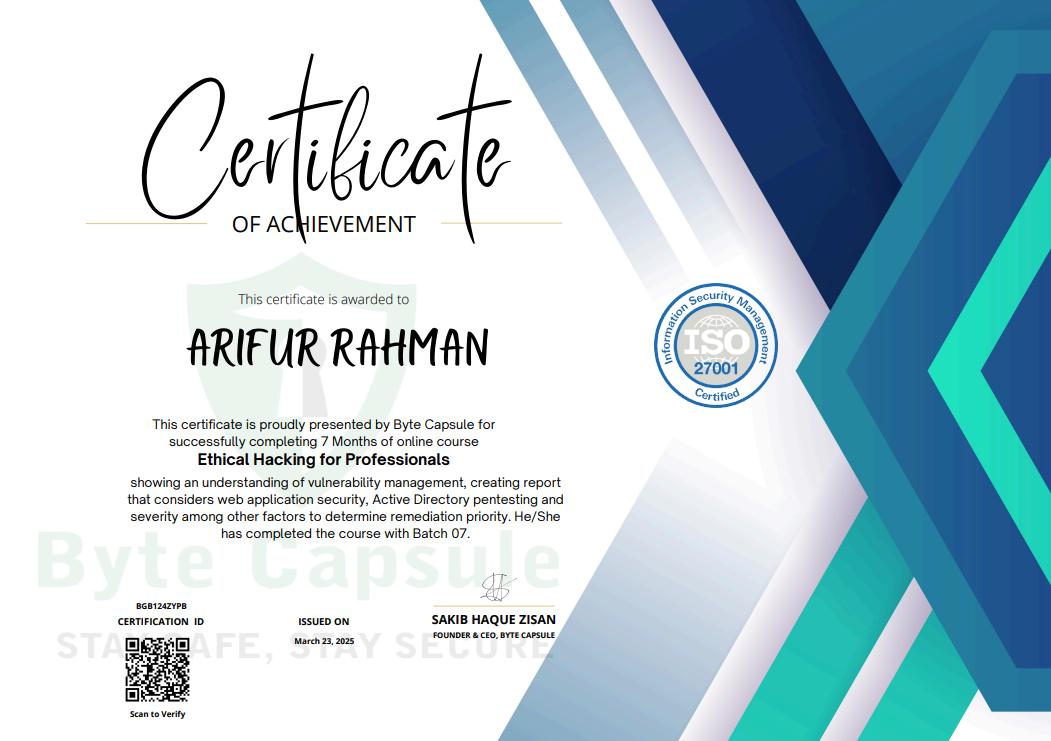 Certificate
OF ACHIEVEMENT
This certificate is awarded to
ARIFUR RAHMAN
This certificate is proudly presented by Byte Capsule for
successfully completing 7 Months of online course
Ethical Hacking for Professionals
showing an understanding of vulnerability management, creating report
that considers web application security, Active Directory pentesting and
severity among other factors to determine remediation priority. He/She
has completed the course with Batch 07.
Byte Capsule
STAY SAFE, STAY SECURE
BGB124ZYPB
CERTIFICATION ID
Scan to Verify
ISSUED ON
March 23, 2025
SAKIB HAQUE ZISAN
FOUNDER & CEO, BYTE CAPSULE
Information Security Management
ISO
27001
Certified